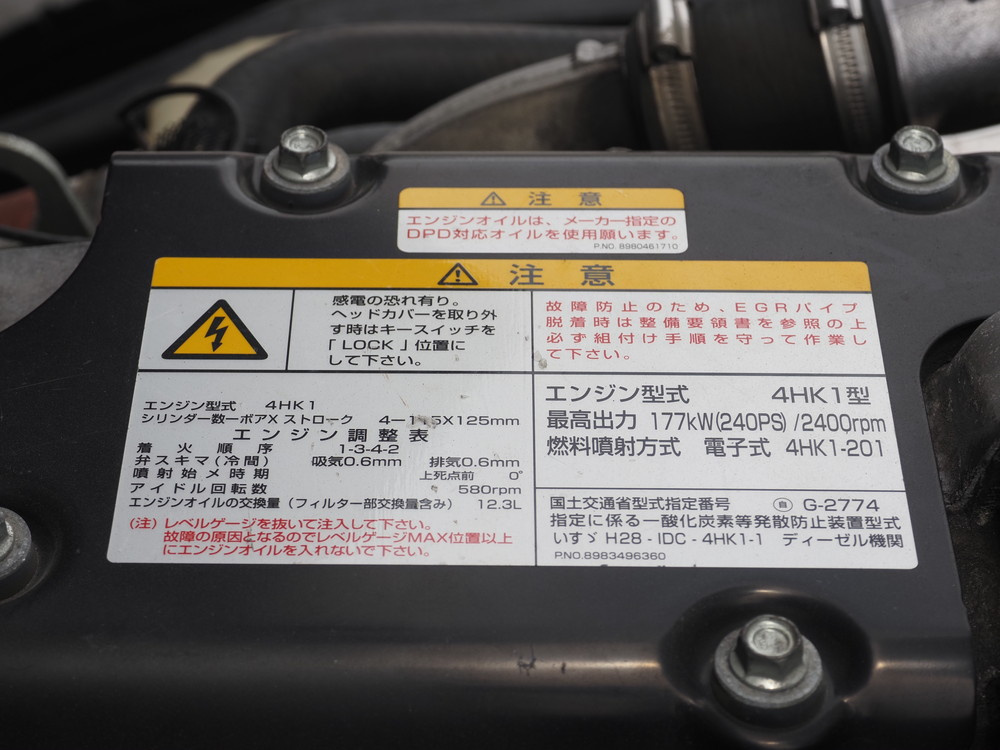 ⚠ 注意
エンジンオイルは、メーカー指定の
DPD対応オイルを使用願います。
P.NO. 8980461710
⚠ 注意
感電の恐れ有り。
ヘッドカバーを取り外
す時はキースイッチを
「LOCK」位置に
して下さい。
故障防止のため、EGRパイプ
脱着時は整備要領書を参照の上
必ず組付け手順を守って作業し
て下さい。
エンジン型式 4HK1
シリンダー数ーボアXストローク 4ー115X125mm
エンジン調整表
着火順序 1-3-4-2
弁スキマ(冷間) 吸気0.6mm 排気0.6mm
噴射始メ時期 上死点前 0°
アイドル回転数 580rpm
エンジンオイルの交換量(フィルター部交換量含み) 12.3L
(注)レベルゲージを抜いて注入して下さい。
故障の原因となるのでレベルゲージMAX位置以上
にエンジンオイルを入れないで下さい。
エンジン型式 4HK1型
最高出力 177kW(240PS)/2400rpm
燃料噴射方式 電子式 4HK1-201
国土交通省型式指定番号 自 G-2774
指定に係る一酸化炭素等発散防止装置型式
いすゞ H28-IDC-4HK1-1 ディーゼル機関
P.NO.8983496360